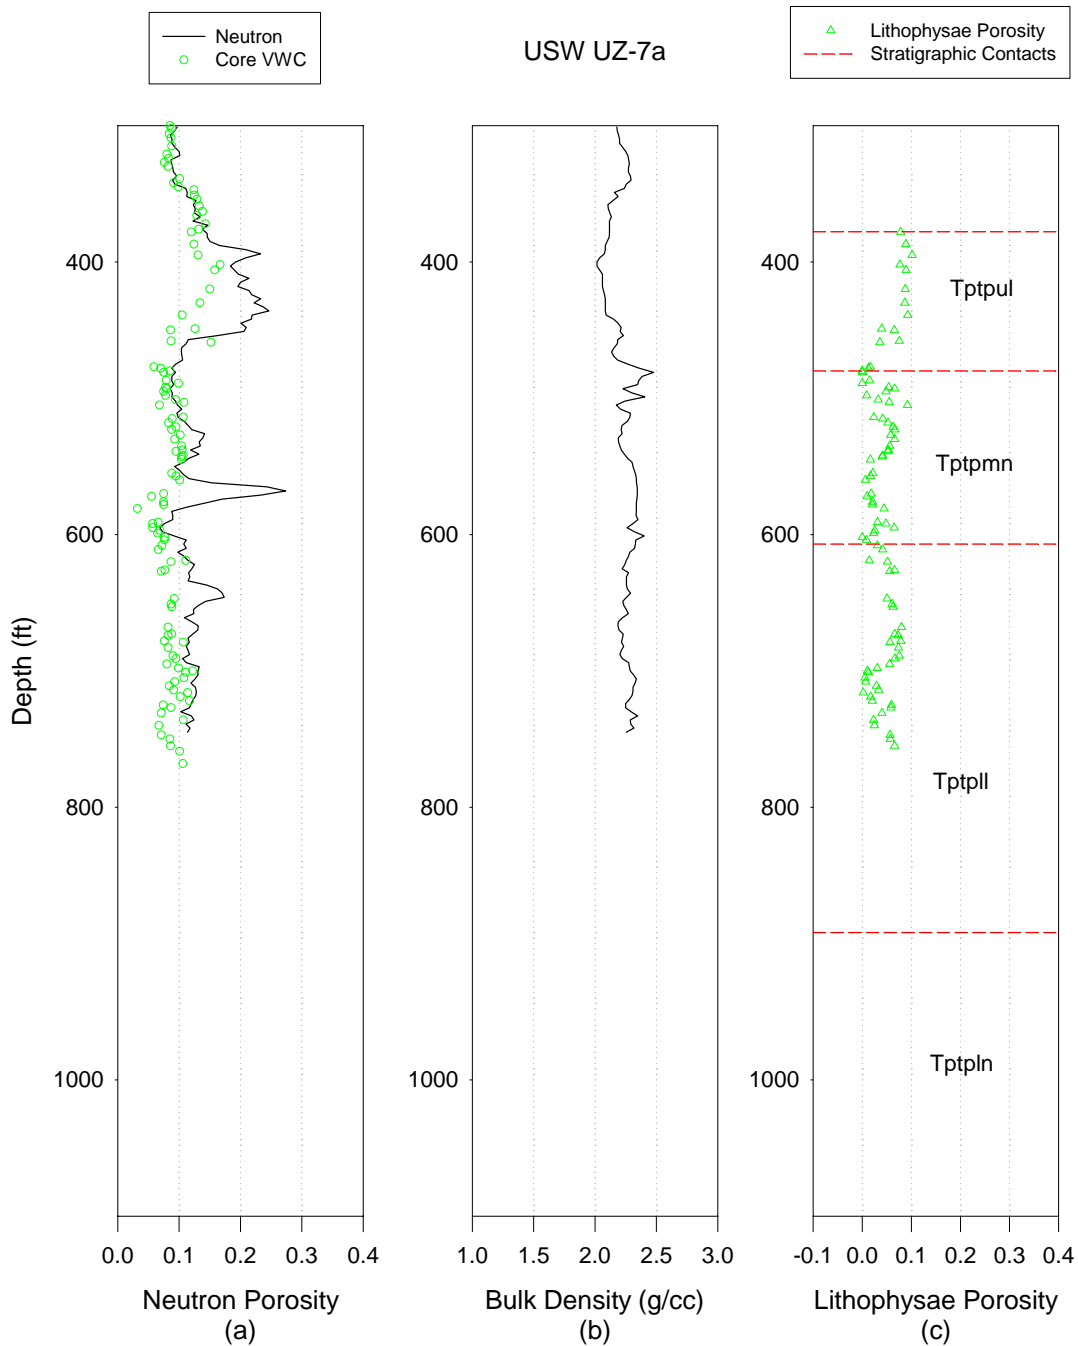 Neutron
Core VWC
USW UZ-7a
Lithophysae Porosity
Stratigraphic Contacts
Depth (ft)
400
600
800
1000
0.0 0.1 0.2 0.3 0.4
Neutron Porosity
(a)
400
600
800
1000
1.0 1.5 2.0 2.5 3.0
Bulk Density (g/cc)
(b)
400
600
800
1000
Tptpul
Tptpmn
Tptpll
Tptpln
-0.1 0.0 0.1 0.2 0.3 0.4
Lithophysae Porosity
(c)